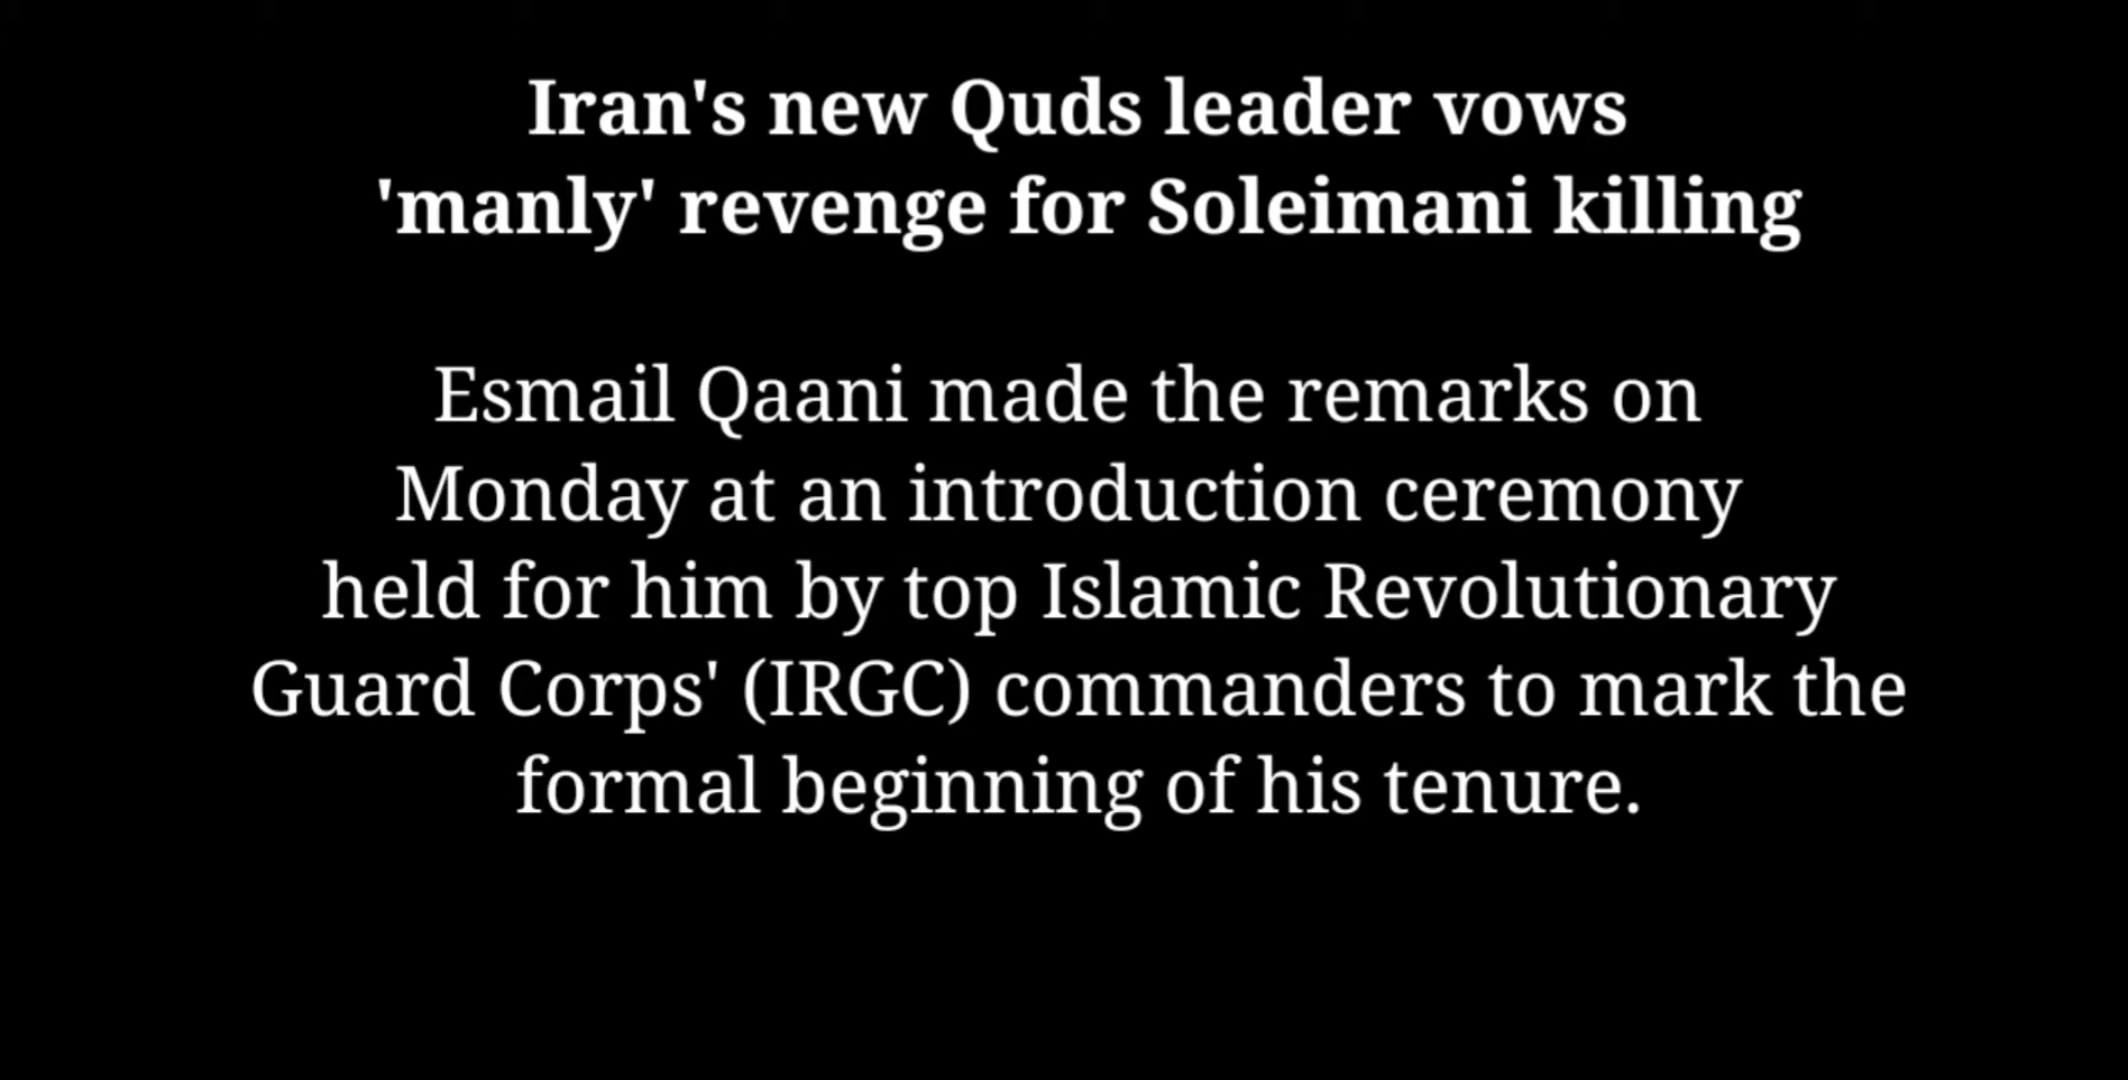 Iran's new Quds leader vows
'manly' revenge for Soleimani killing
Esmail Qaani made the remarks on
Monday at an introduction ceremony
held for him by top Islamic Revolutionary
Guard Corps' (IRGC) commanders to mark the
formal beginning of his tenure.